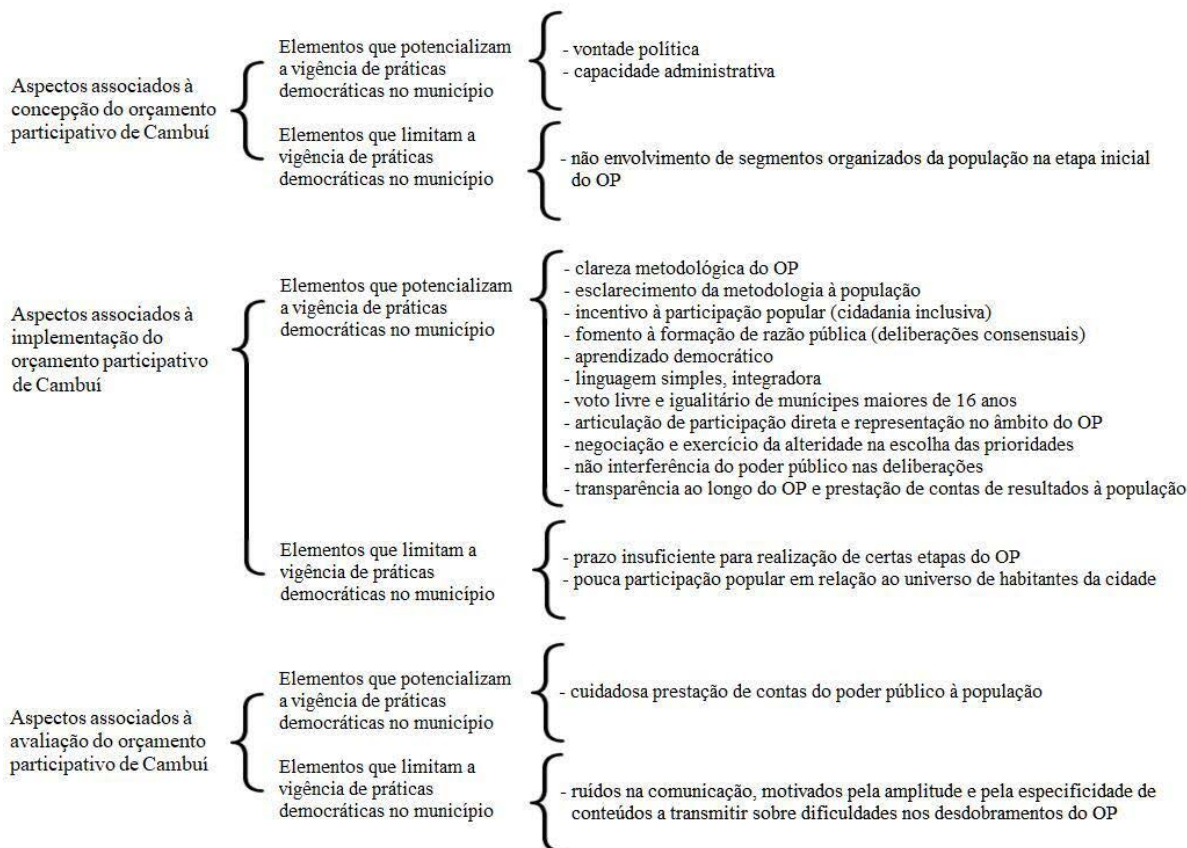 Aspectos associados à
concepção do orçamento
participativo de Cambuí
Elementos que potencializam
a vigência de práticas
democráticas no município
- vontade política
- capacidade administrativa
Elementos que limitam a
vigência de práticas
democráticas no município
- não envolvimento de segmentos organizados da população na etapa inicial
do OP
Aspectos associados à
implementação do
orçamento participativo
de Cambuí
Elementos que potencializam
a vigência de práticas
democráticas no município
- clareza metodológica do OP
- esclarecimento da metodologia à população
- incentivo à participação popular (cidadania inclusiva)
- fomento à formação de razão pública (deliberações consensuais)
- aprendizado democrático
- linguagem simples, integradora
- voto livre e igualitário de munícipes maiores de 16 anos
- articulação de participação direta e representação no âmbito do OP
- negociação e exercício da alteridade na escolha das prioridades
- não interferência do poder público nas deliberações
- transparência ao longo do OP e prestação de contas de resultados à população
Elementos que limitam a
vigência de práticas
democráticas no município
- prazo insuficiente para realização de certas etapas do OP
- pouca participação popular em relação ao universo de habitantes da cidade
Aspectos associados à
avaliação do orçamento
participativo de Cambuí
Elementos que potencializam
a vigência de práticas
democráticas no município
- cuidadosa prestação de contas do poder público à população
Elementos que limitam a
vigência de práticas
democráticas no município
- ruídos na comunicação, motivados pela amplitude e pela especificidade de
conteúdos a transmitir sobre dificuldades nos desdobramentos do OP